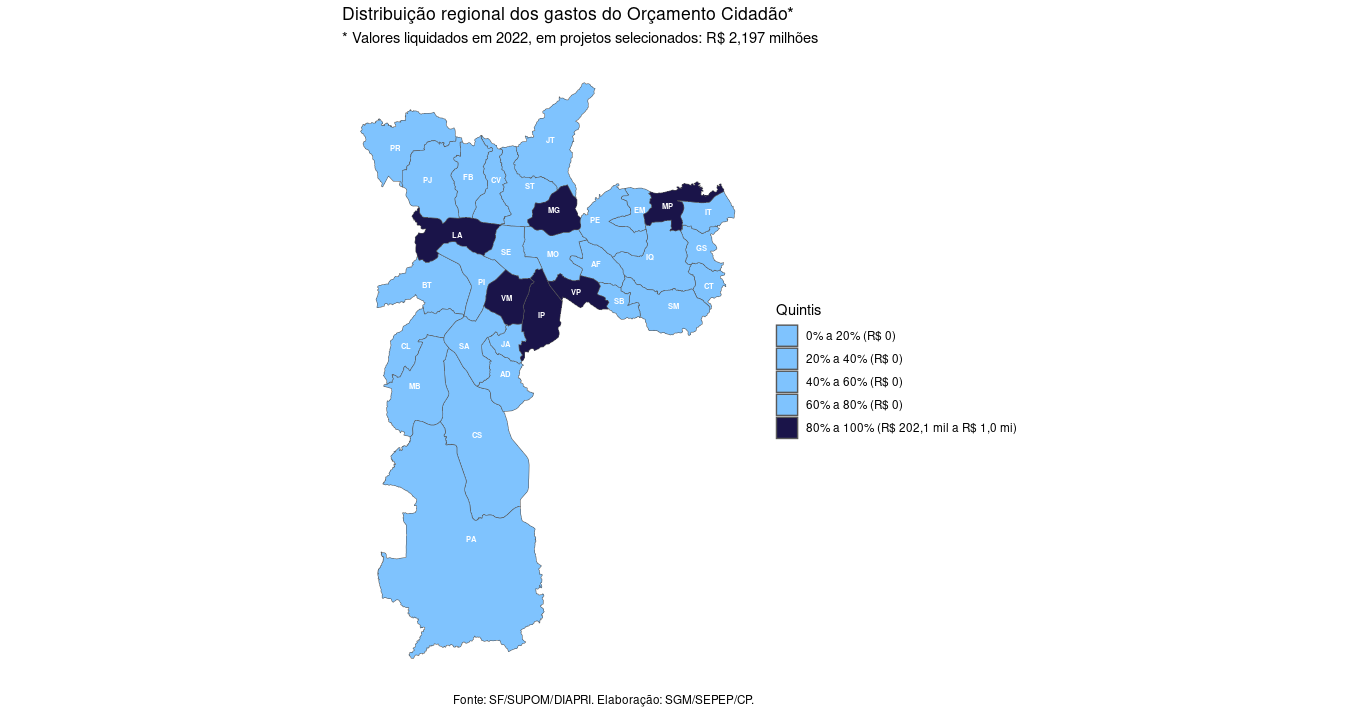 Distribuição regional dos gastos do Orçamento Cidadão*
* Valores liquidados em 2022, em projetos selecionados: R$ 2,197 milhões
JT
PR
PJ
FB
CV
ST
MG
PE
EM
MP
IT
LA
SE
MO
AF
IQ
GS
BT
PI
VM
IP
VP
SB
SM
CT
CL
SA
JA
AD
MB
CS
PA
Quintis
0% a 20% (R$ 0)
20% a 40% (R$ 0)
40% a 60% (R$ 0)
60% a 80% (R$ 0)
80% a 100% (R$ 202,1 mil a R$ 1,0 mi)
Fonte: SF/SUPOM/DIAPRI. Elaboração: SGM/SEPEP/CP.